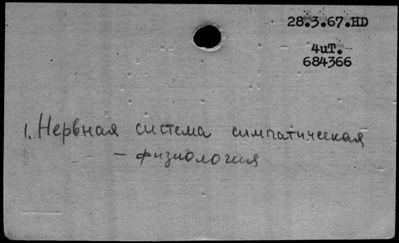 28.3.67.HD
4иТ.
684366
1. Нервная система симпатическая
– физиология